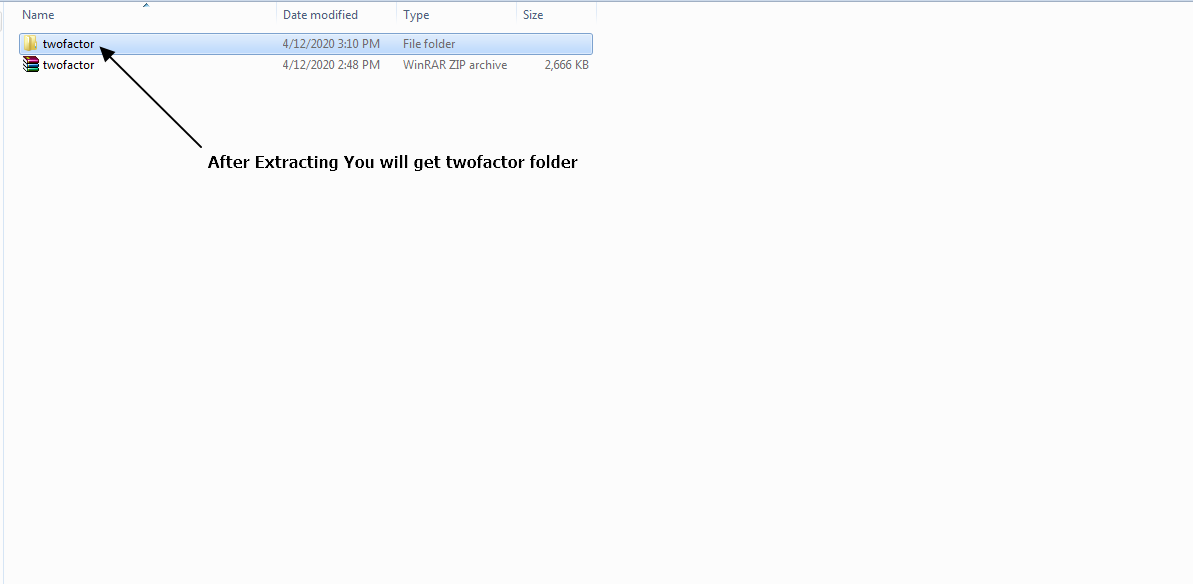 Name Date modified Type Size
twofactor 4/12/2020 3:10 PM File folder
twofactor 4/12/2020 2:48 PM WinRAR ZIP archive 2,666 KB
After Extracting You will get twofactor folder